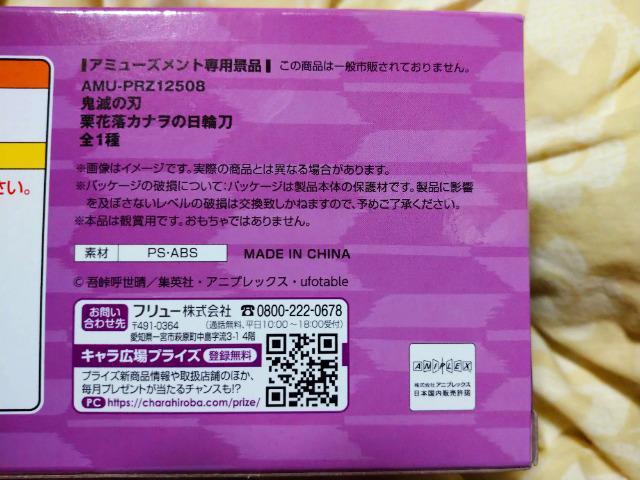 アミューズメント専用景品 この商品は一般市販されておりません。
AMU-PRZ12508
鬼滅の刃
栗花落カナヲの日輪刀
全1種
※画像はイメージです。実際の商品とは異なる場合があります。
さい。
※パッケージの破損について:パッケージは製品本体の保護材です。製品に影響
を及ぼさないレベルの破損は交換致しかねますので、予めご了承ください。
※本品は観賞用です。おもちゃではありません。
素材 PS・ABS MADE IN CHINA
© 吾峠呼世晴/集英社・アニプレックス・ufotable
お問い合わせ先 フリュー株式会社 ☎0800-222-0678
〒491-0364 (通話無料、平日10:00~18:00受付)
愛知県一宮市萩原町中島字流3-1 4階
キャラ広場プライズ 登録無料
プライズ新商品情報や取扱店舗のほか、
毎月プレゼントが当たるチャンスも!?
PC https://charahiroba.com/prize/
ANIPLEX
株式会社アニプレックス
日本国内販売許諾